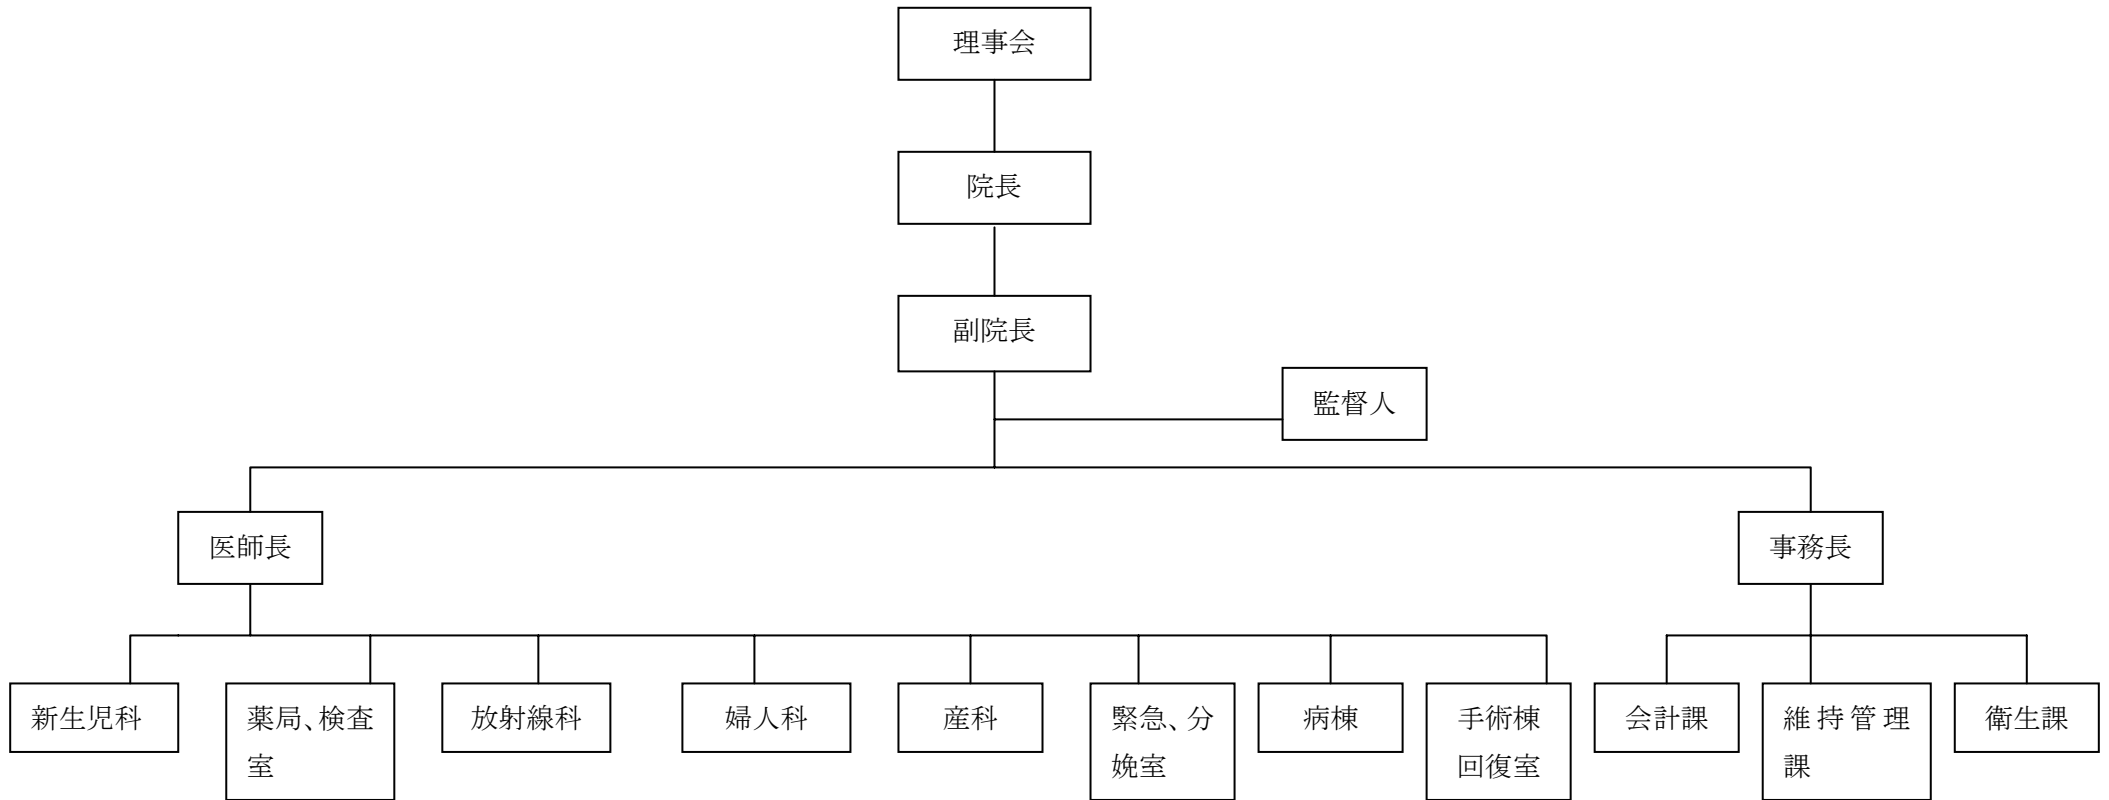 理事会
院長
副院長
監督人
医師長
事務長
新生児科
薬局、検査
室
放射線科
婦人科
産科
緊急、分
娩室
病棟
手術棟
回復室
会計課
維持管理
課
衛生課